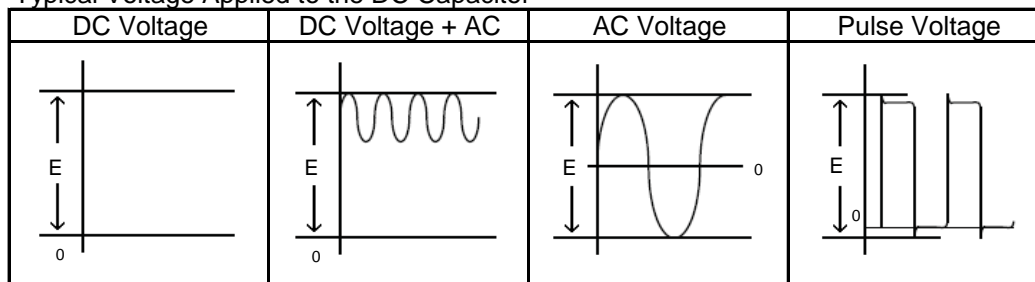 Typical Voltage Applied to the DC Capacitor
DC Voltage
DC Voltage + AC
AC Voltage
Pulse Voltage
E
0
E
0
E
0
E
0